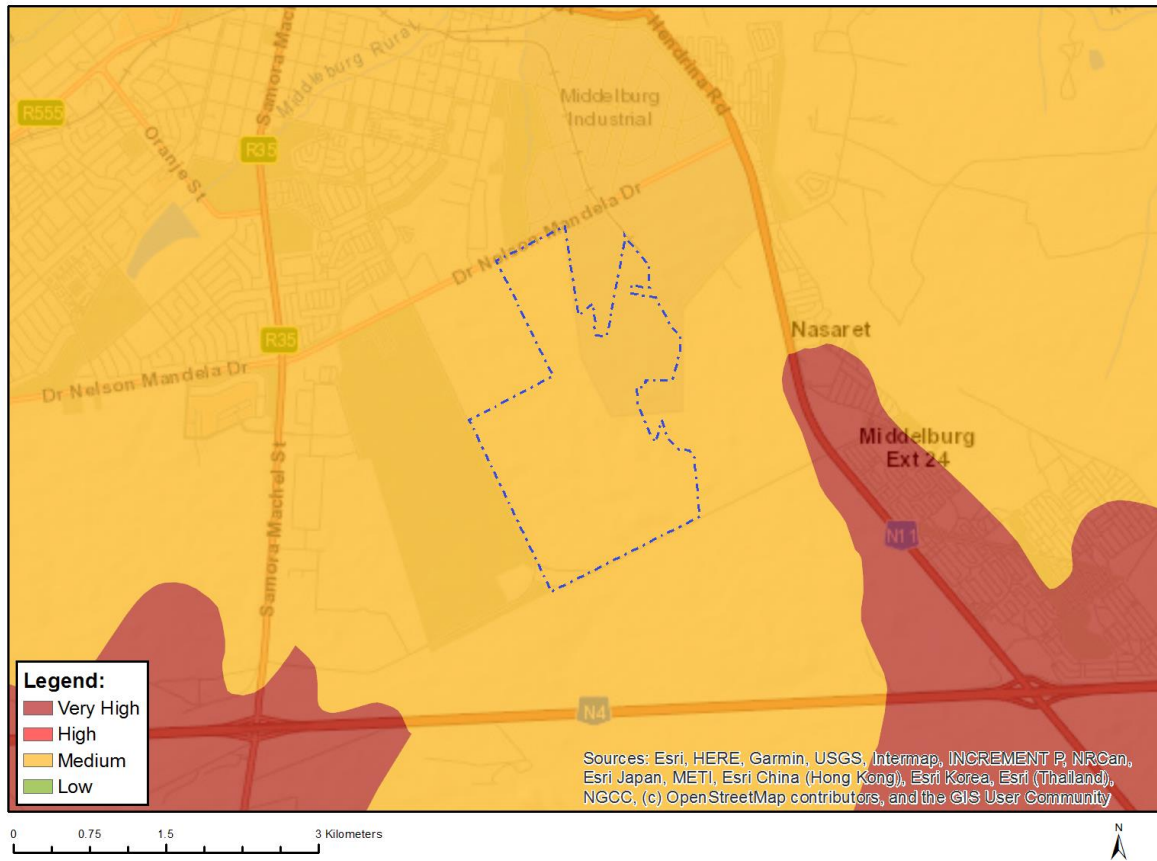 Middelburg Rural
Samora Mac
Hendrina Rd
R555
Middelburg
Industrial
R35
Oranje St
Dr Nelson Mandela Dr
Nasaret
R35
Dr Nelson Mandela Dr
Middelburg
Ext 24
Samora Machel St
N11
N4
Legend:
Very High
High
Medium
Low
Sources: Esri, HERE, Garmin, USGS, Intermap, INCREMENT P, NRCan,
Esri Japan, METI, Esri China (Hong Kong), Esri Korea, Esri (Thailand),
NGCC, (c) OpenStreetMap contributors, and the GIS User Community
0 0.75 1.5 3 Kilometers
N